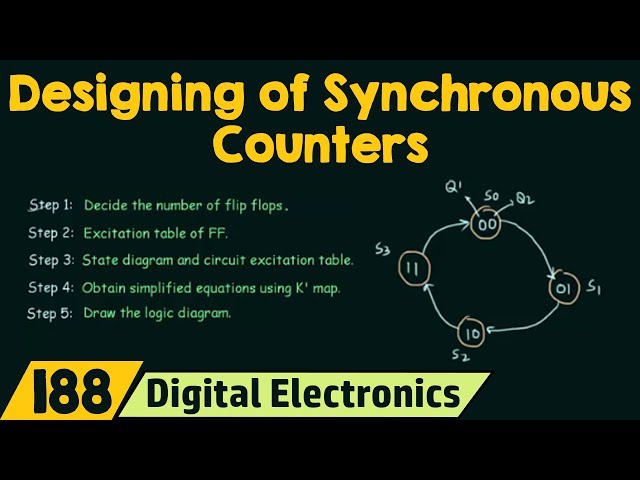 Designing of Synchronous
Counters
Step 1: Decide the number of flip flops.
Step 2: Excitation table of FF.
Step 3: State diagram and circuit excitation table.
Step 4: Obtain simplified equations using K' map.
Step 5: Draw the logic diagram.
Q1
S0
Q2
00
S3
11
01
S1
10
S2
188
Digital Electronics